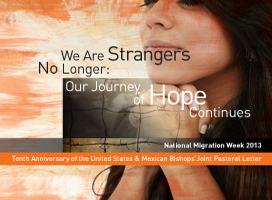 We Are Strangers
No Longer:
Our Journey
of Hope
Continues
National Migration Week 2013
Tenth Anniversary of the United States & Mexican Bishops' Joint Pastoral Letter